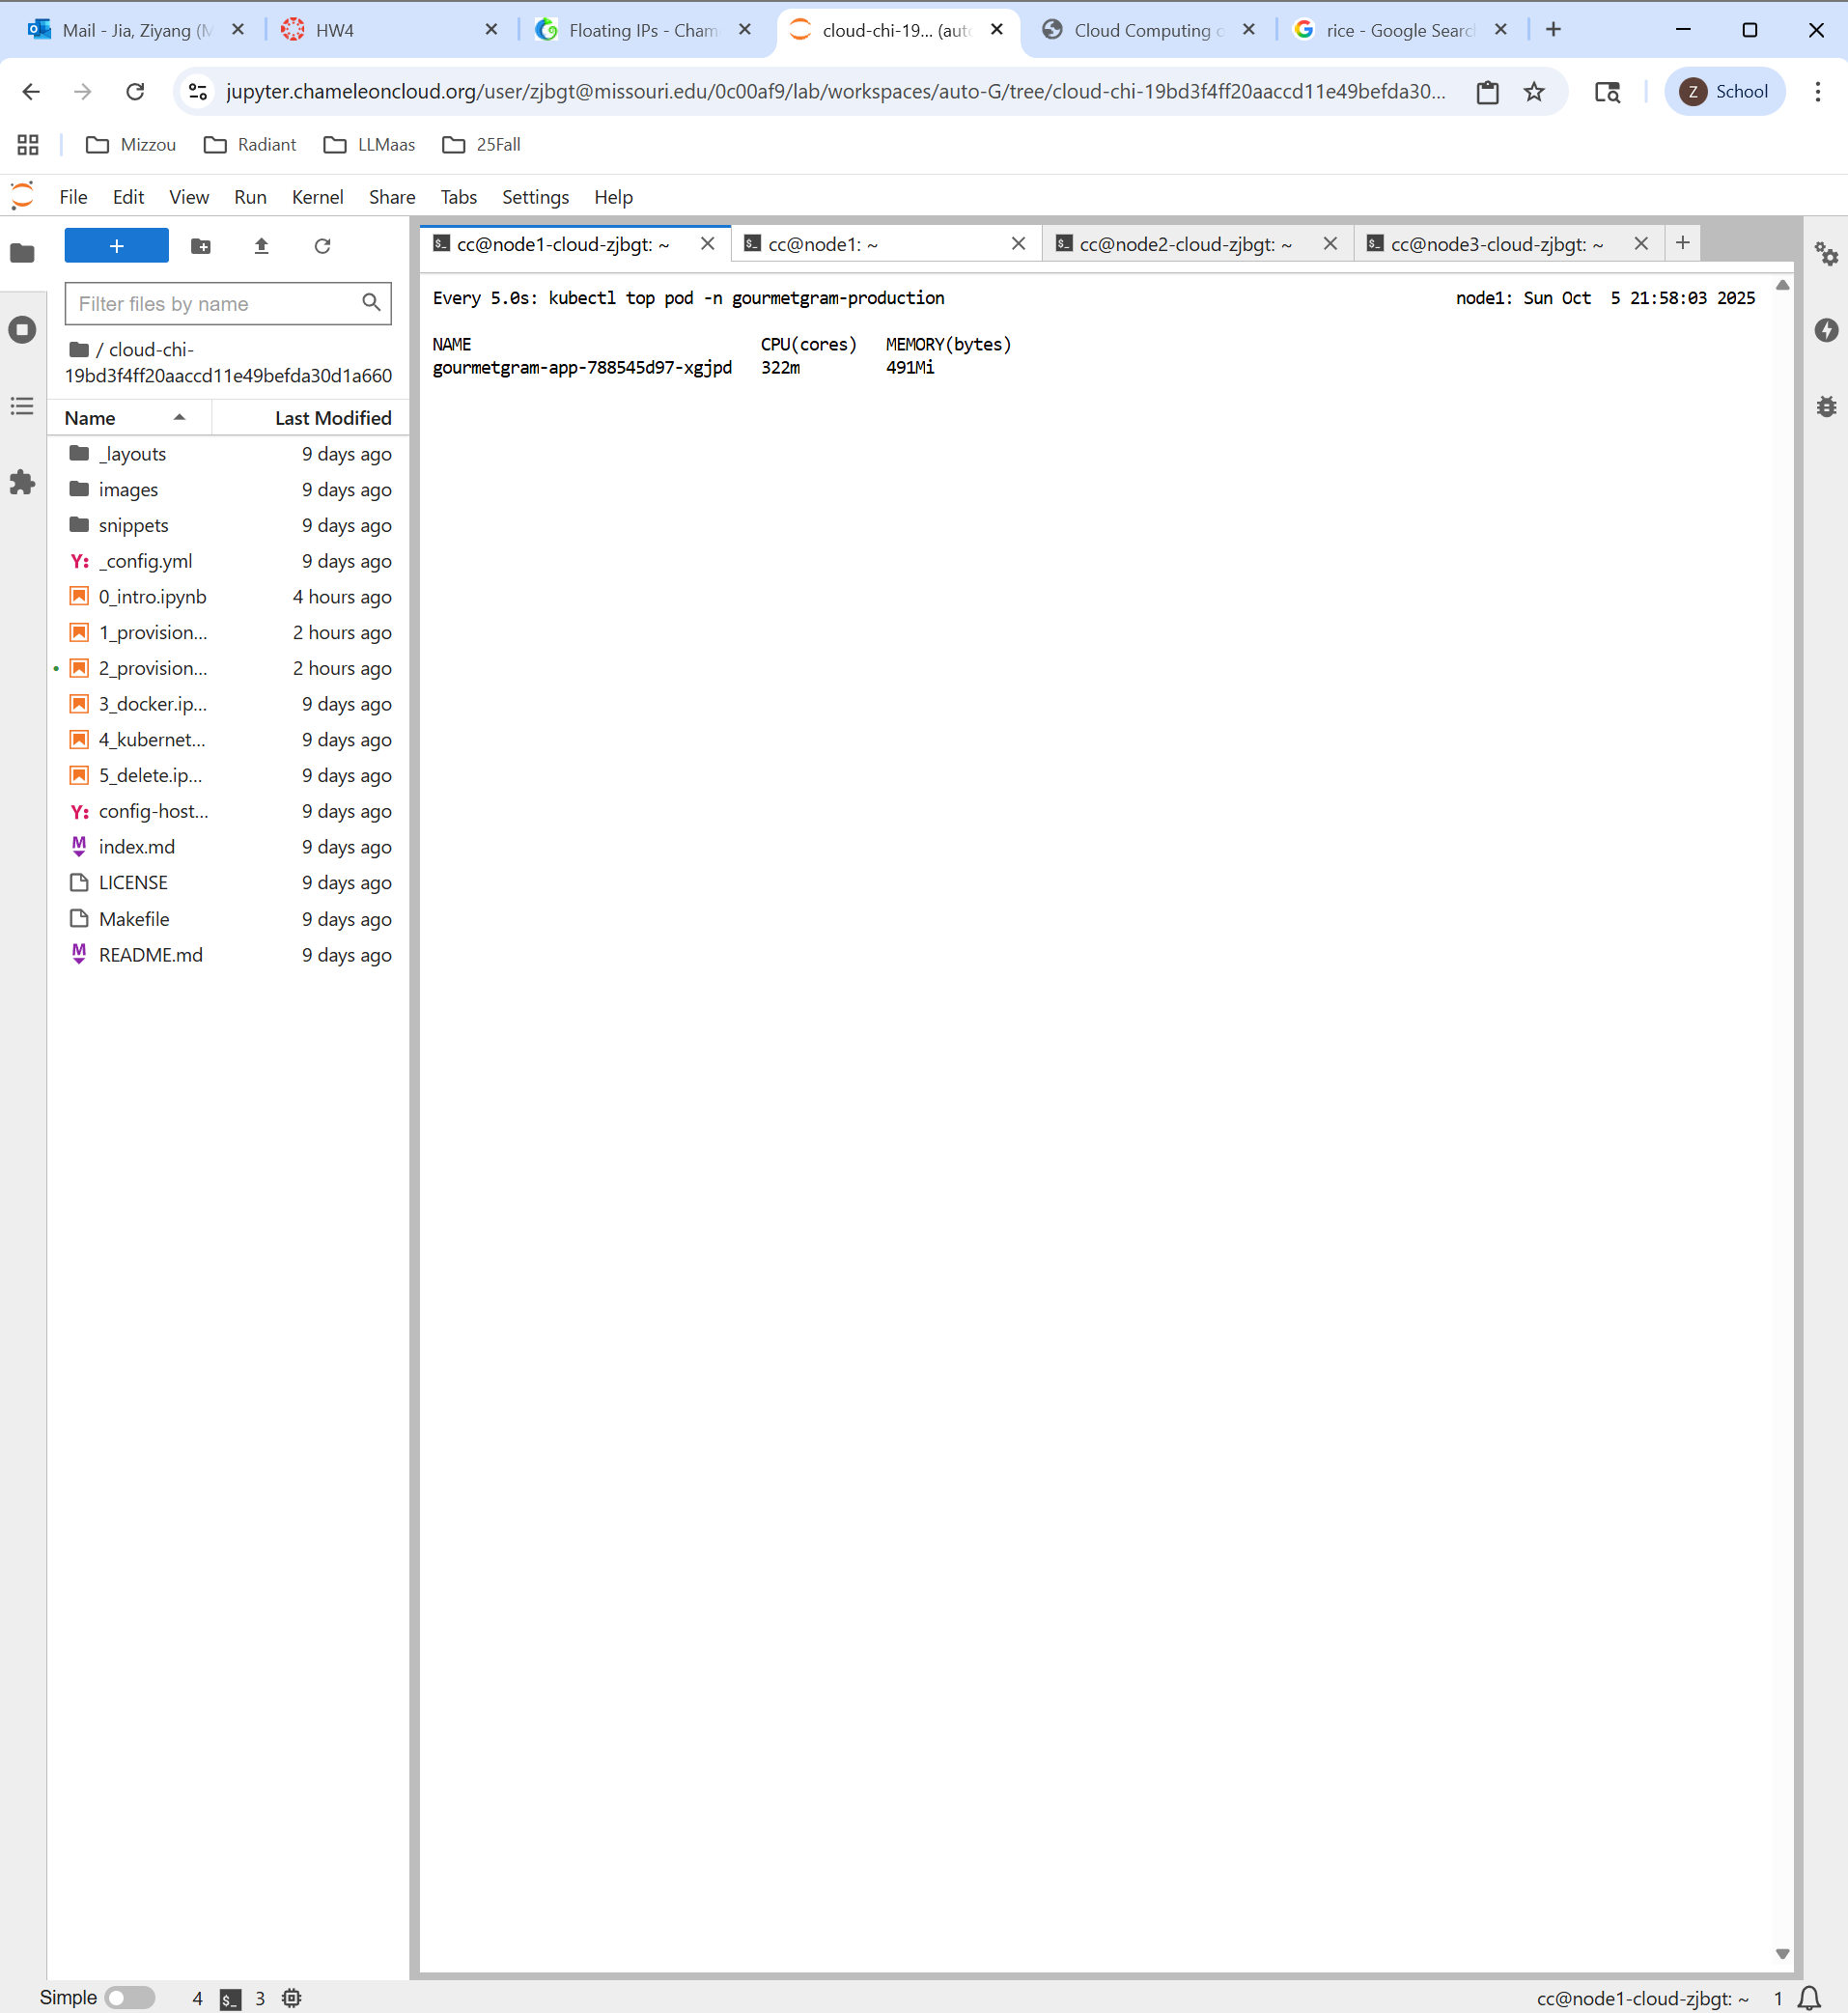 Mail - Jia, Ziyang (M
HW4
Floating IPs - Cham
cloud-chi-19... (auto
Cloud Computing o
rice - Google Search
jupyter.chameleoncloud.org/user/zjbgt@missouri.edu/0c00af9/lab/workspaces/auto-G/tree/cloud-chi-19bd3f4ff20aaccd11e49befda30...
Z School
Mizzou
Radiant
LLMaas
25Fall
File Edit View Run Kernel Share Tabs Settings Help
cc@node1-cloud-zjbgt: ~
cc@node1: ~
cc@node2-cloud-zjbgt: ~
cc@node3-cloud-zjbgt: ~
Filter files by name
/ cloud-chi-
19bd3f4ff20aaccd11e49befda30d1a660
Name Last Modified
_layouts 9 days ago
images 9 days ago
snippets 9 days ago
Y: _config.yml 9 days ago
0_intro.ipynb 4 hours ago
1_provision... 2 hours ago
2_provision... 2 hours ago
3_docker.ip... 9 days ago
4_kubernet... 9 days ago
5_delete.ip... 9 days ago
Y: config-host... 9 days ago
M index.md 9 days ago
LICENSE 9 days ago
Makefile 9 days ago
M README.md 9 days ago
Every 5.0s: kubectl top pod -n gourmetgram-production node1: Sun Oct  5 21:58:03 2025
NAME CPU(cores) MEMORY(bytes)
gourmetgram-app-788545d97-xgjpd 322m 491Mi
Simple 4 $_ 3
cc@node1-cloud-zjbgt: ~ 1